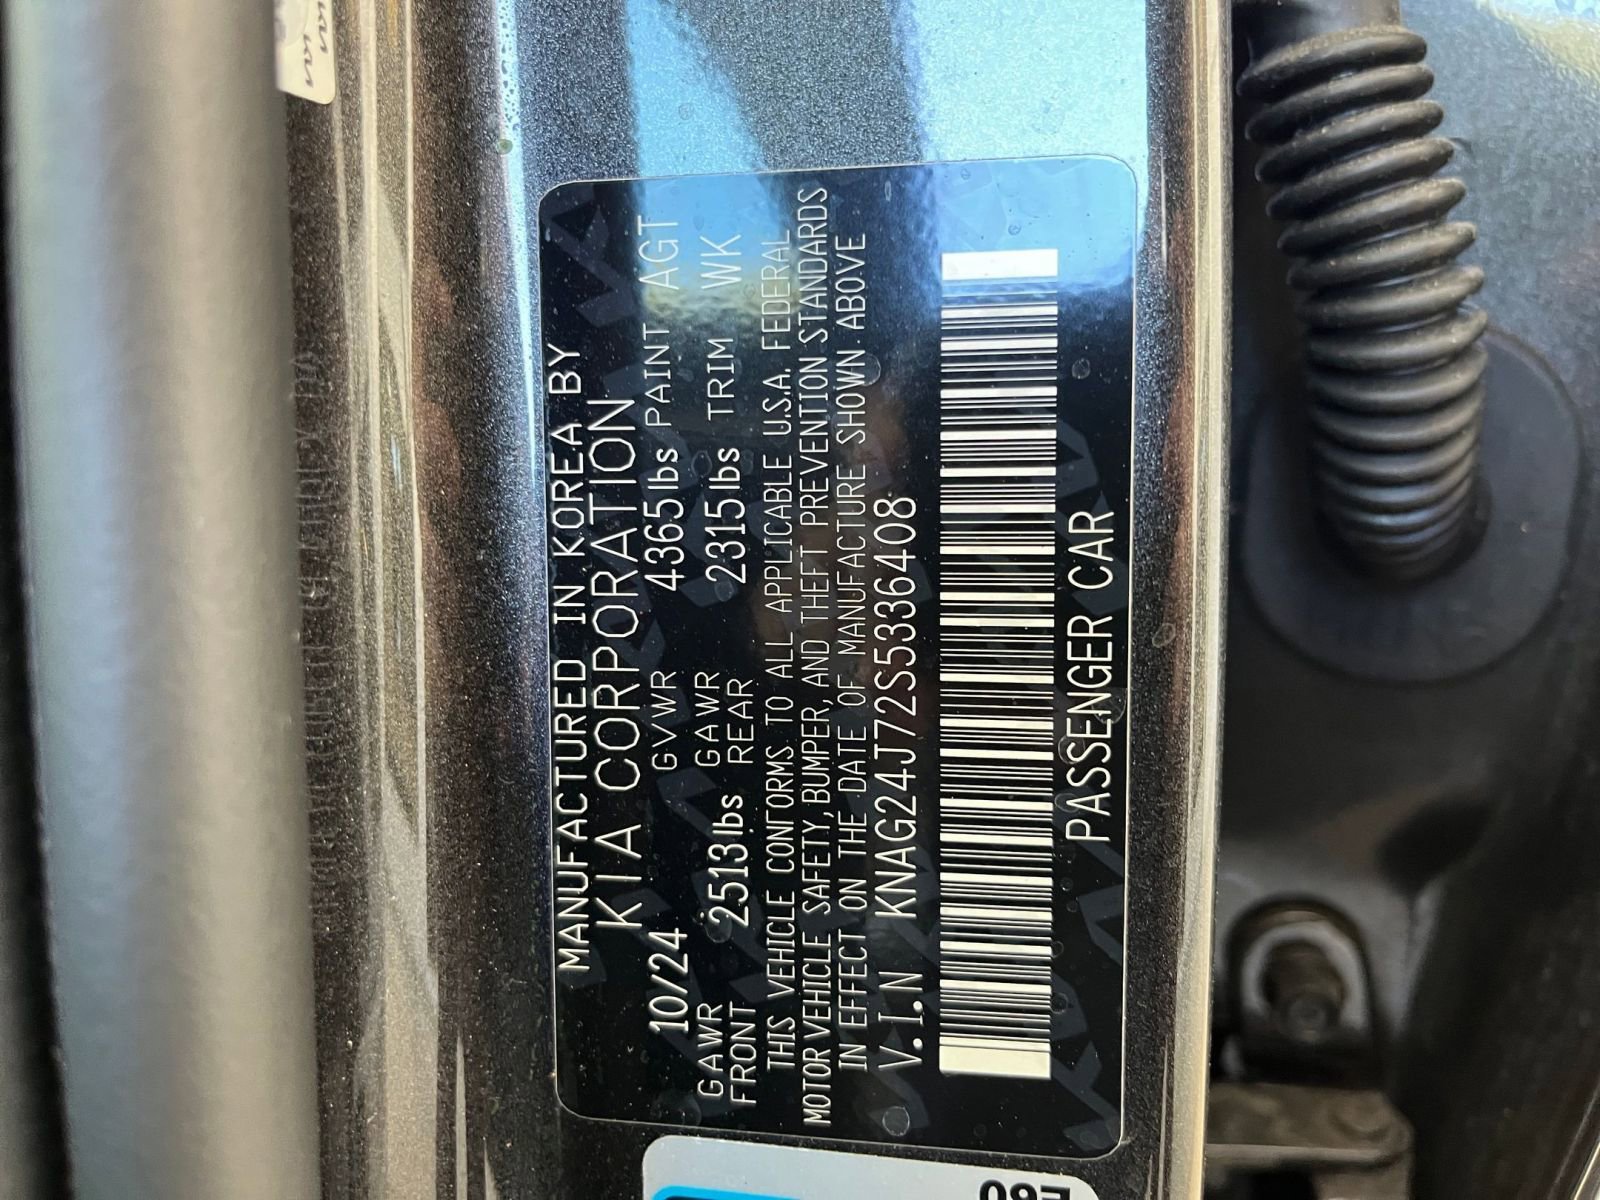 MANUFACTURED IN KOREA BY
KIA CORPORATION
10/24 GVWR 4365lbs PAINT AGT
GAWR FRONT 2513lbs GAWR REAR 2315lbs TRIM WK
THIS VEHICLE CONTORMS TO ALL APPLICABLE U.S.A. FEDERAL
MOTOR VEHICLE SAFETY, BUMPER, AND THEFT PREVENTION STANDARDS
IN EFFECT ON THE DATE OF MANUFACTURE SHOWN ABOVE
V.I.N KNAG24J72S5336408
PASSENGER CAR